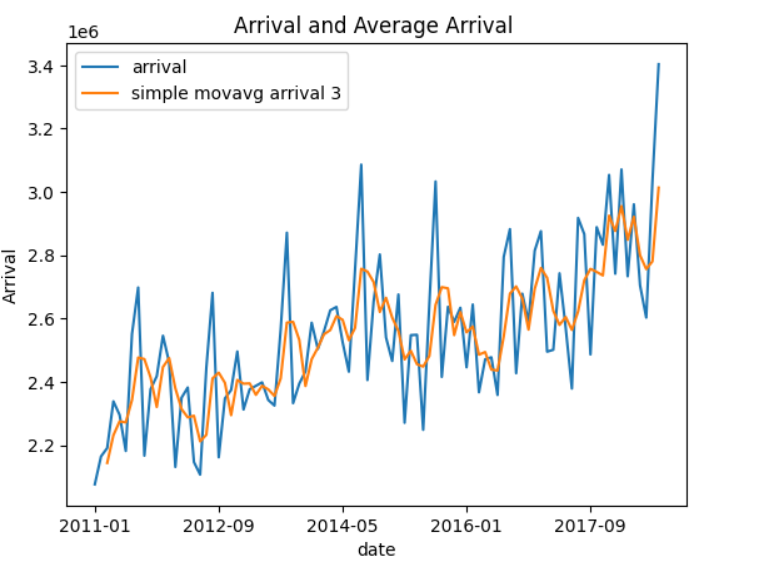 Arrival and Average Arrival
1e6
arrival
simple movavg arrival 3
3.4
3.2
3.0
2.8
2.6
2.4
2.2
Arrival
2011-01
2012-09
2014-05
2016-01
2017-09
date